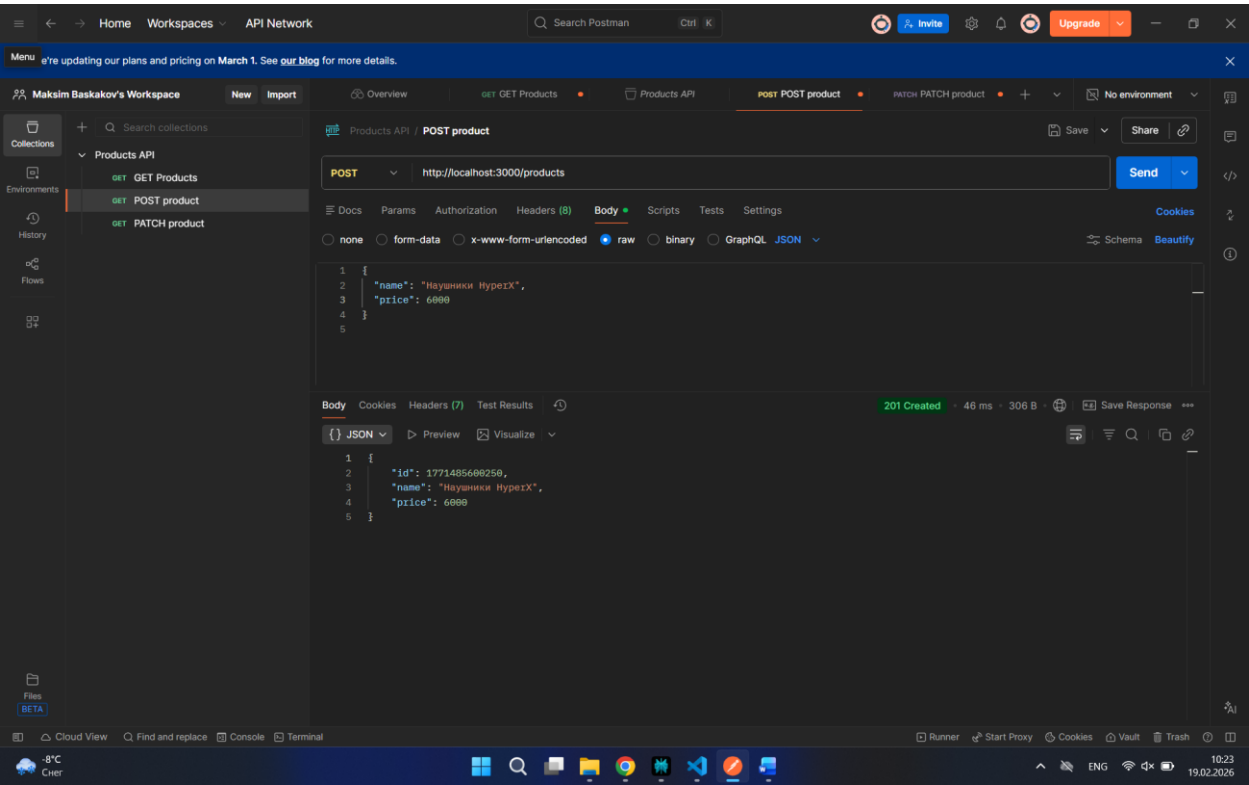 Home Workspaces API Network Search Postman Ctrl K Invite Upgrade
Menu e're updating our plans and pricing on March 1. See our blog for more details.
Maksim Baskakov's Workspace New Import Overview GET GET Products Products API POST POST product PATCH PATCH product No environment
Collections
Environments
History
Flows
Files
BETA
Search collections
Products API
GET GET Products
GET POST product
GET PATCH product
HTTP Products API / POST product Save Share
POST http://localhost:3000/products Send
Docs Params Authorization Headers (8) Body Scripts Tests Settings Cookies
none form-data x-www-form-urlencoded raw binary GraphQL JSON Schema Beautify
1 {
2 "name": "Наушники HyperX",
3 "price": 6000
4 }
5
Body Cookies Headers (7) Test Results 201 Created 46 ms 306 B Save Response
{} JSON Preview Visualize
1 {
2 "id": 1771485600250,
3 "name": "Наушники HyperX",
4 "price": 6000
5 }
AI
Cloud View Find and replace Console Terminal Runner Start Proxy Cookies Vault Trash
-8°C
Снег
ENG
10:23
19.02.2026